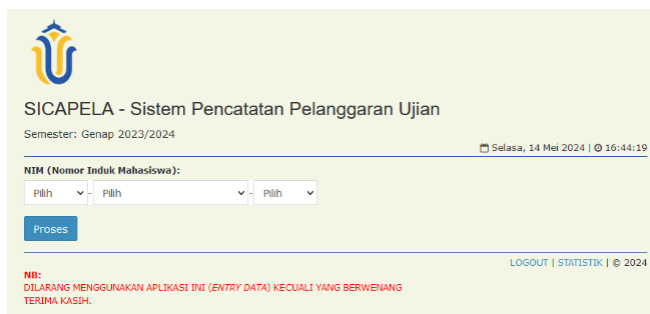 SICAPELA - Sistem Pencatatan Pelanggaran Ujian
Semester: Genap 2023/2024
Selasa, 14 Mei 2024 | 16:44:19
NIM (Nomor Induk Mahasiswa):
Pilih - Pilih - Pilih
Proses
LOGOUT | STATISTIK | © 2024
NB:
DILARANG MENGGUNAKAN APLIKASI INI (ENTRY DATA) KECUALI YANG BERWENANG
TERIMA KASIH.